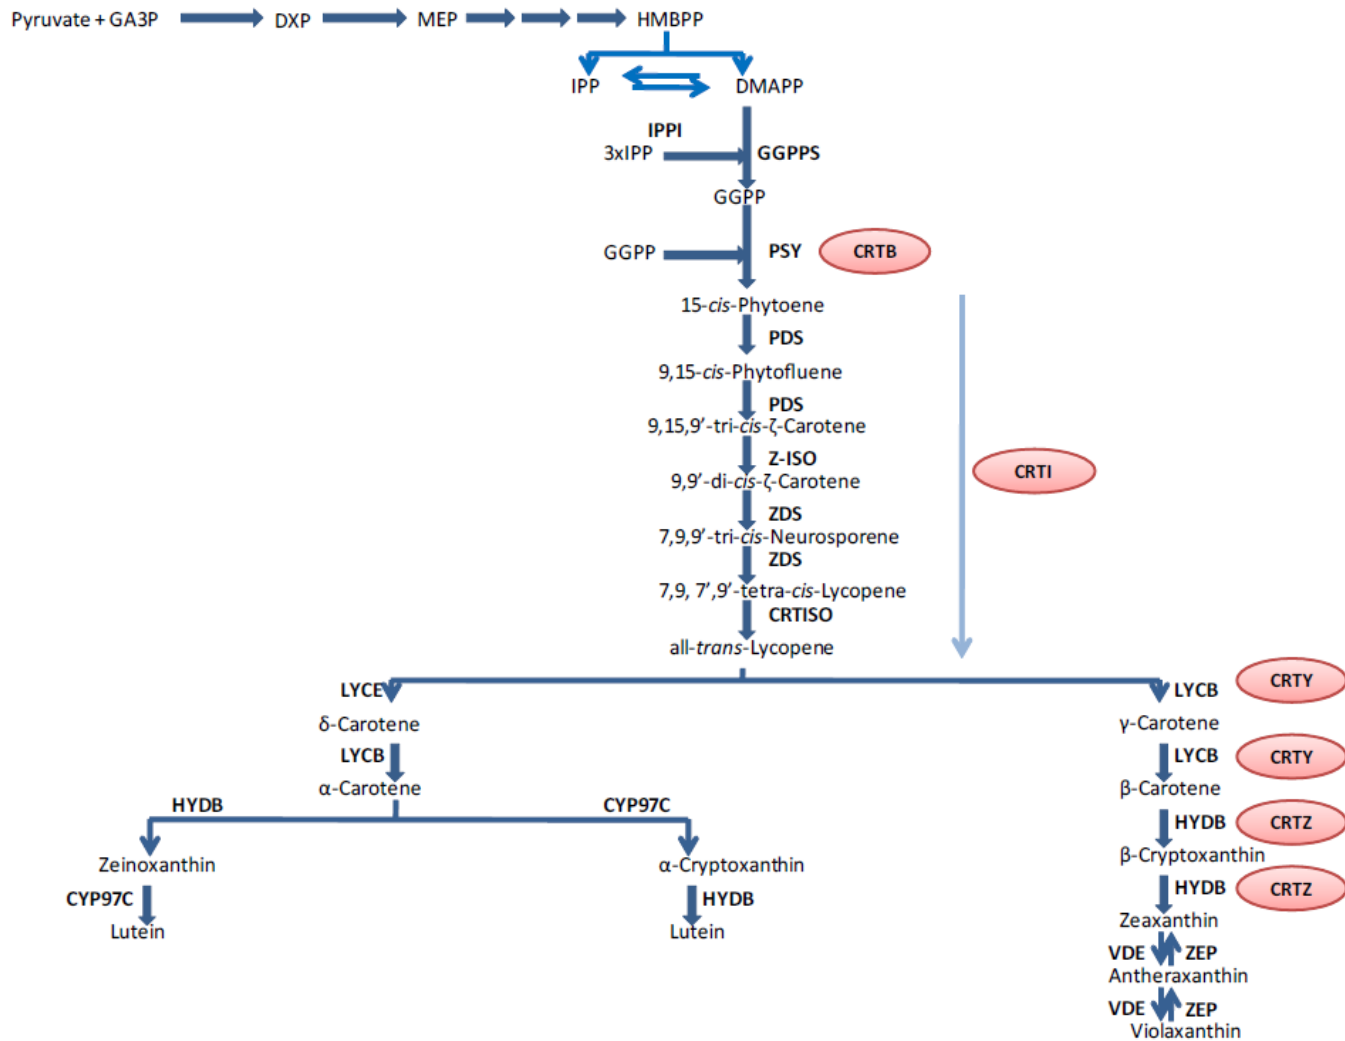 Pyruvate + GA3P DXP MEP HMBPP
IPP DMAPP
IPPI
3xIPP GGPPS
GGPP
GGPP PSY CRTB
15-cis-Phytoene
PDS
9,15-cis-Phytofluene
PDS
9,15,9’-tri-cis-ζ-Carotene
Z-ISO
9,9’-di-cis-ζ-Carotene
CRTI
ZDS
7,9,9’-tri-cis-Neurosporene
ZDS
7,9, 7’,9’-tetra-cis-Lycopene
CRTISO
all-trans-Lycopene
LYCE LYCB CRTY
δ-Carotene γ-Carotene
LYCB LYCB CRTY
α-Carotene β-Carotene
HYDB CYP97C HYDB CRTZ
Zeinoxanthin α-Cryptoxanthin β-Cryptoxanthin
CYP97C HYDB HYDB CRTZ
Lutein Lutein Zeaxanthin
VDE ZEP
Antheraxanthin
VDE ZEP
Violaxanthin